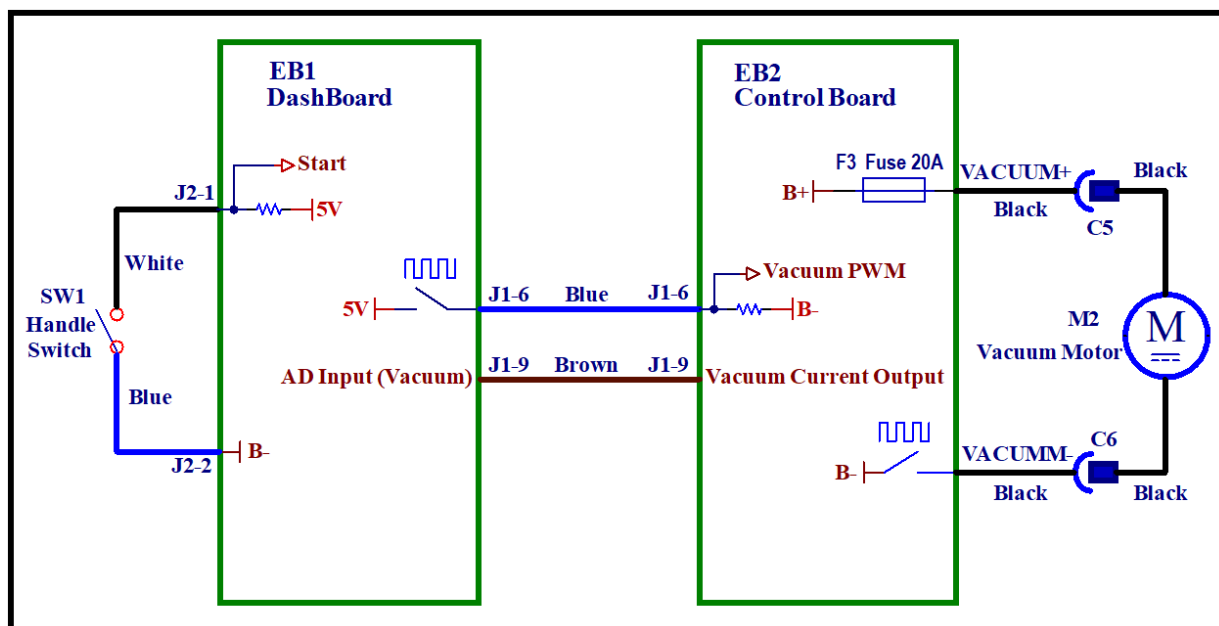 EB1
DashBoard
Start
J2-1
5V
White
SW1
Handle
Switch
Blue
J2-2
B-
5V
J1-6
Blue
J1-6
AD Input (Vacuum)
J1-9
Brown
J1-9
EB2
Control Board
F3 Fuse 20A
B+
VACUUM+
Black
C5
Black
Vacuum PWM
B-
Vacuum Current Output
M2
Vacuum Motor
M
B-
VACUMM-
Black
C6
Black